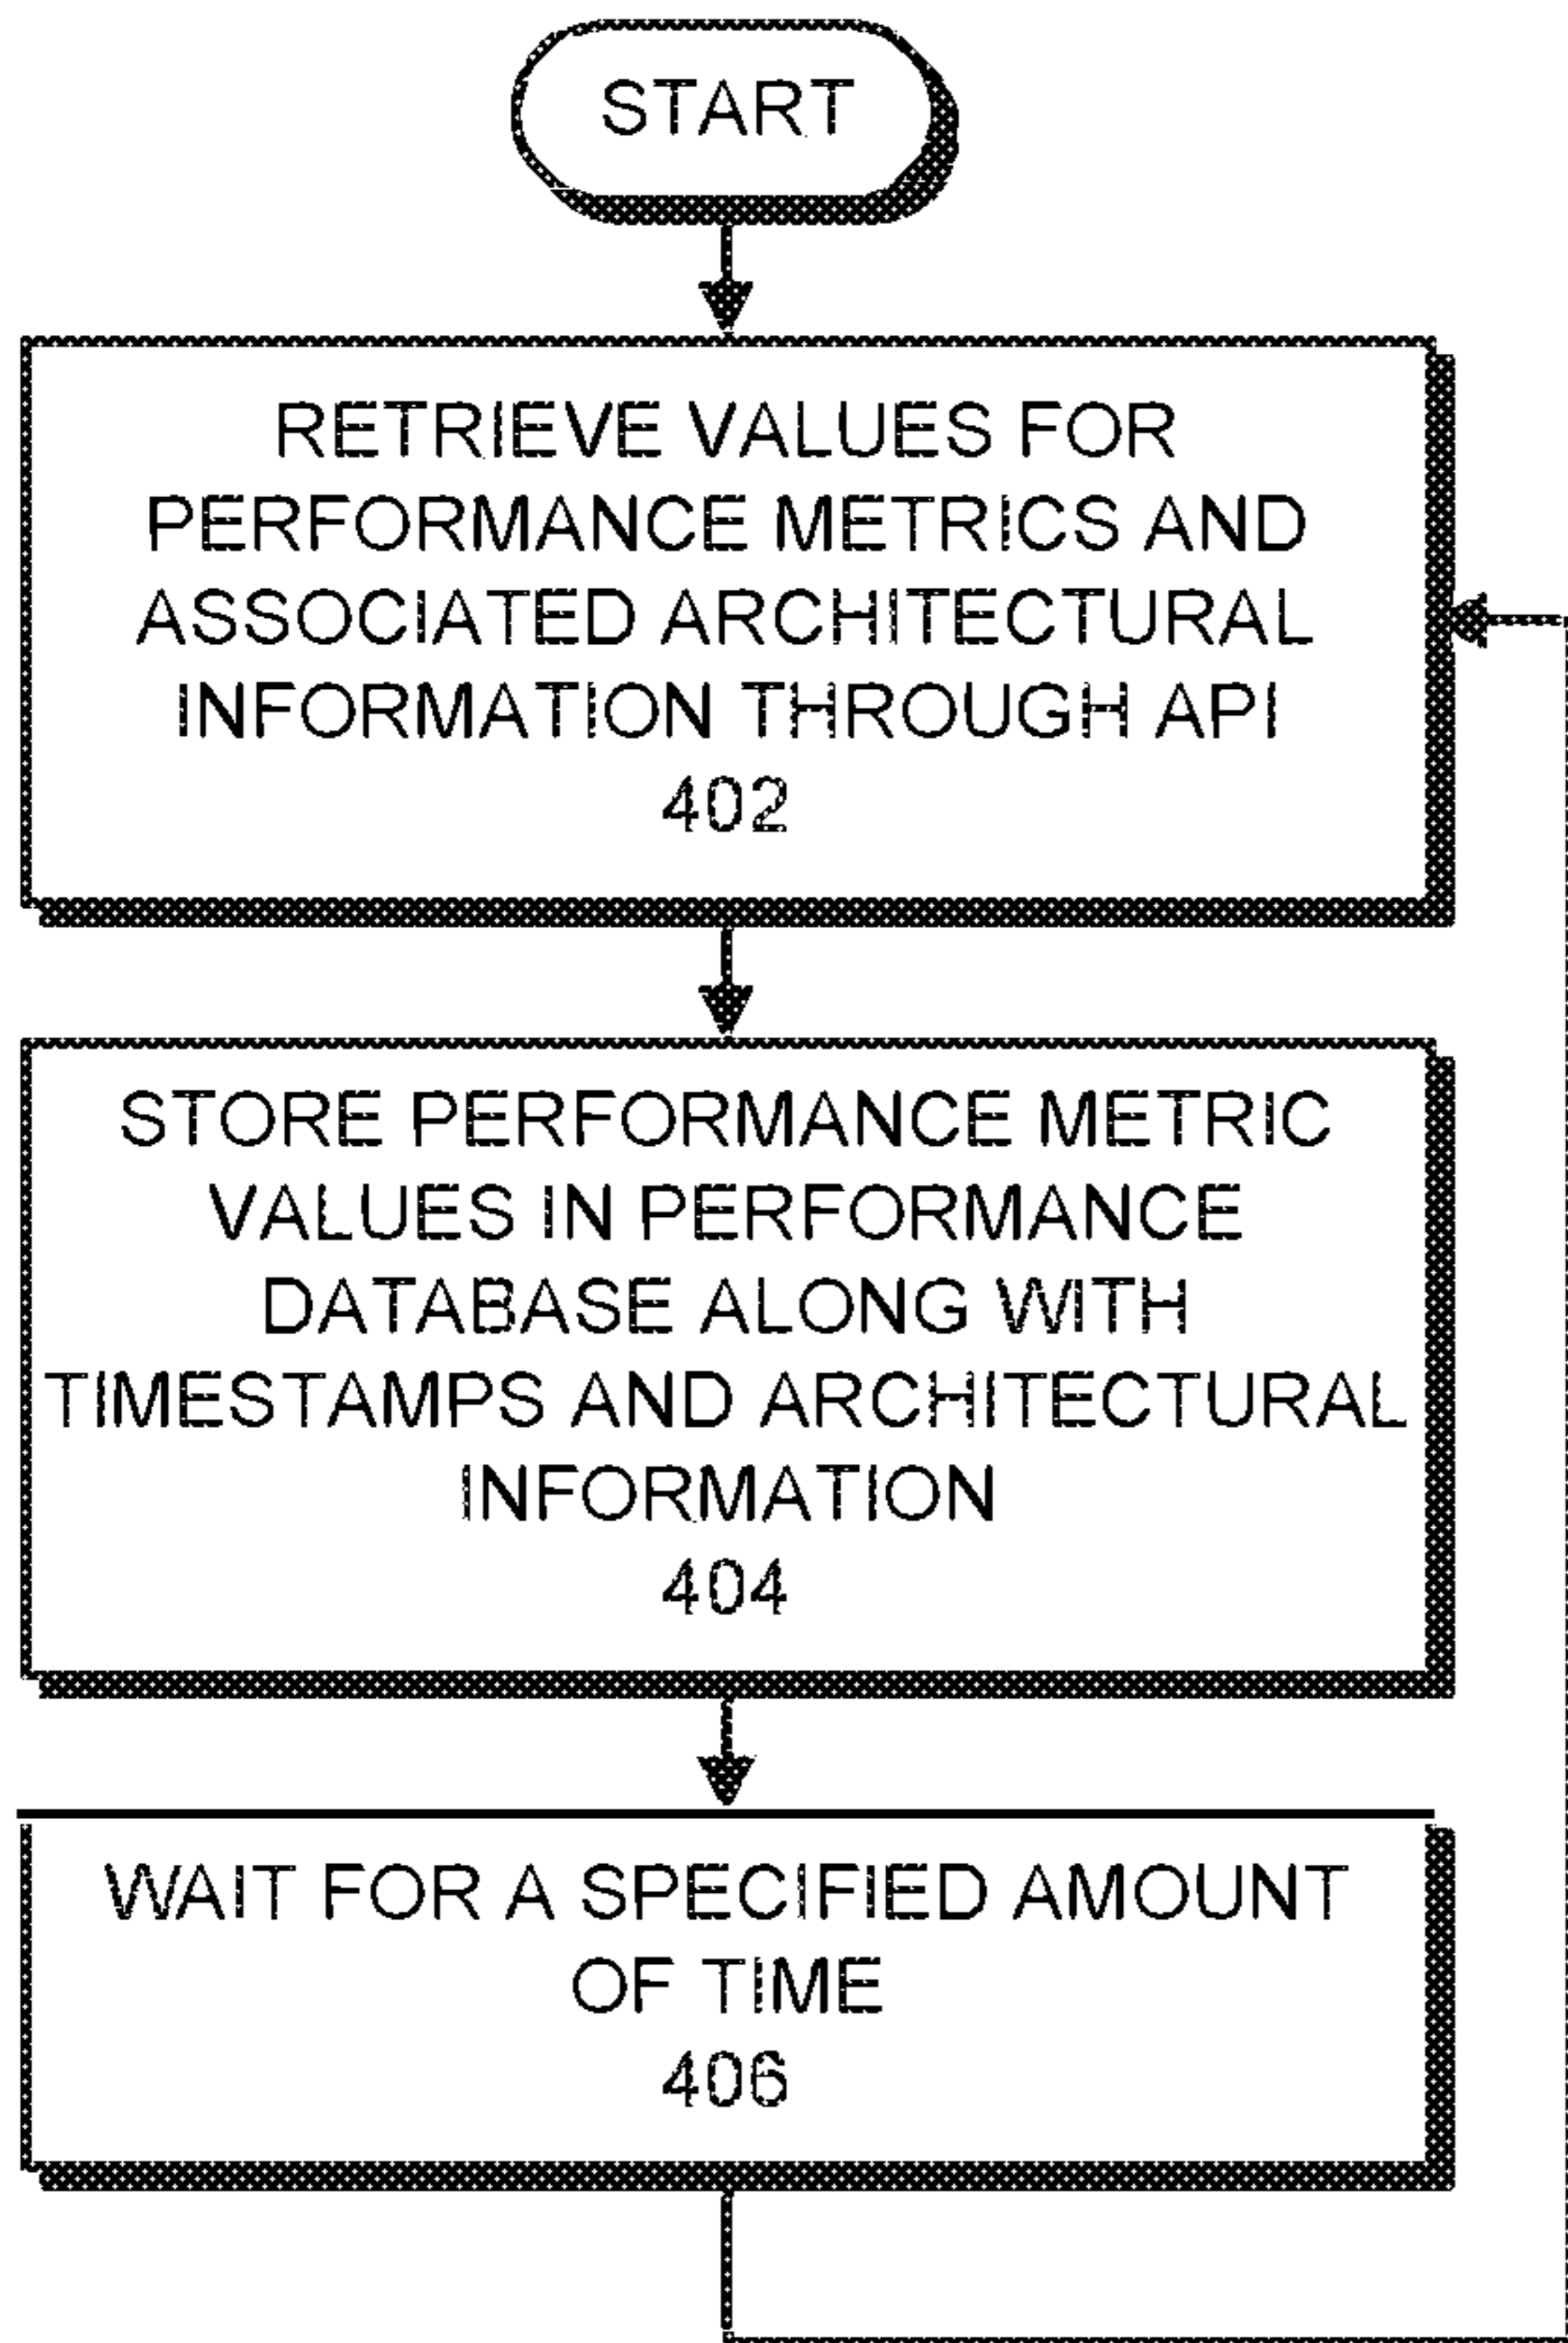 START
RETRIEVE VALUES FOR
PERFORMANCE METRICS AND
ASSOCIATED ARCHITECTURAL
INFORMATION THROUGH API
402
STORE PERFORMANCE METRIC
VALUES IN PERFORMANCE
DATABASE ALONG WITH
TIMESTAMPS AND ARCHITECTURAL
INFORMATION
404
WAIT FOR A SPECIFIED AMOUNT
OF TIME
406